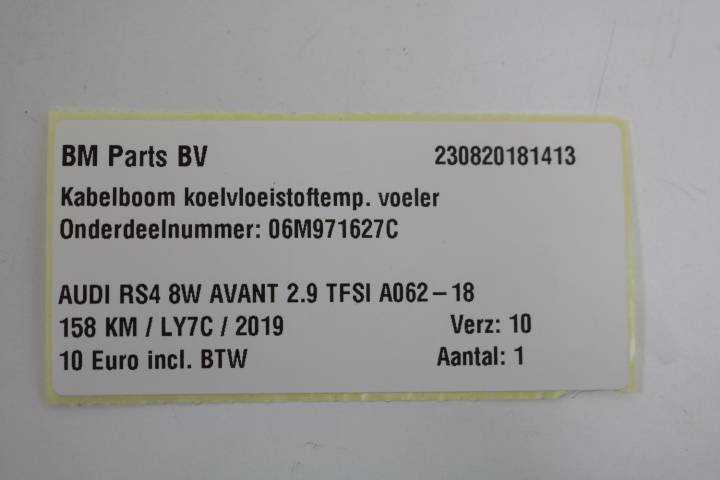 BM Parts BV 230820181413
Kabelboom koelvloeistoftemp. voeler
Onderdeelnummer: 06M971627C
AUDI RS4 8W AVANT 2.9 TFSI A062-18
158 KM / LY7C / 2019 Verz: 10
10 Euro incl. BTW Aantal: 1